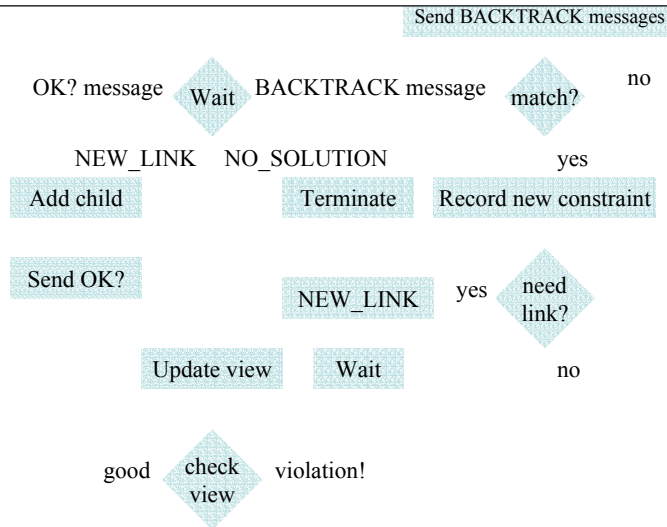 Send BACKTRACK messages
OK? message
Wait
BACKTRACK message
match?
no
NEW_LINK
NO_SOLUTION
yes
Add child
Terminate
Record new constraint
Send OK?
NEW_LINK
yes
need
link?
Update view
Wait
no
good
check
view
violation!